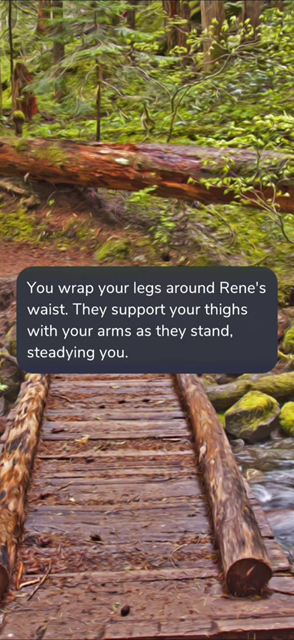 You wrap your legs around Rene's
waist. They support your thighs
with your arms as they stand,
steadying you.